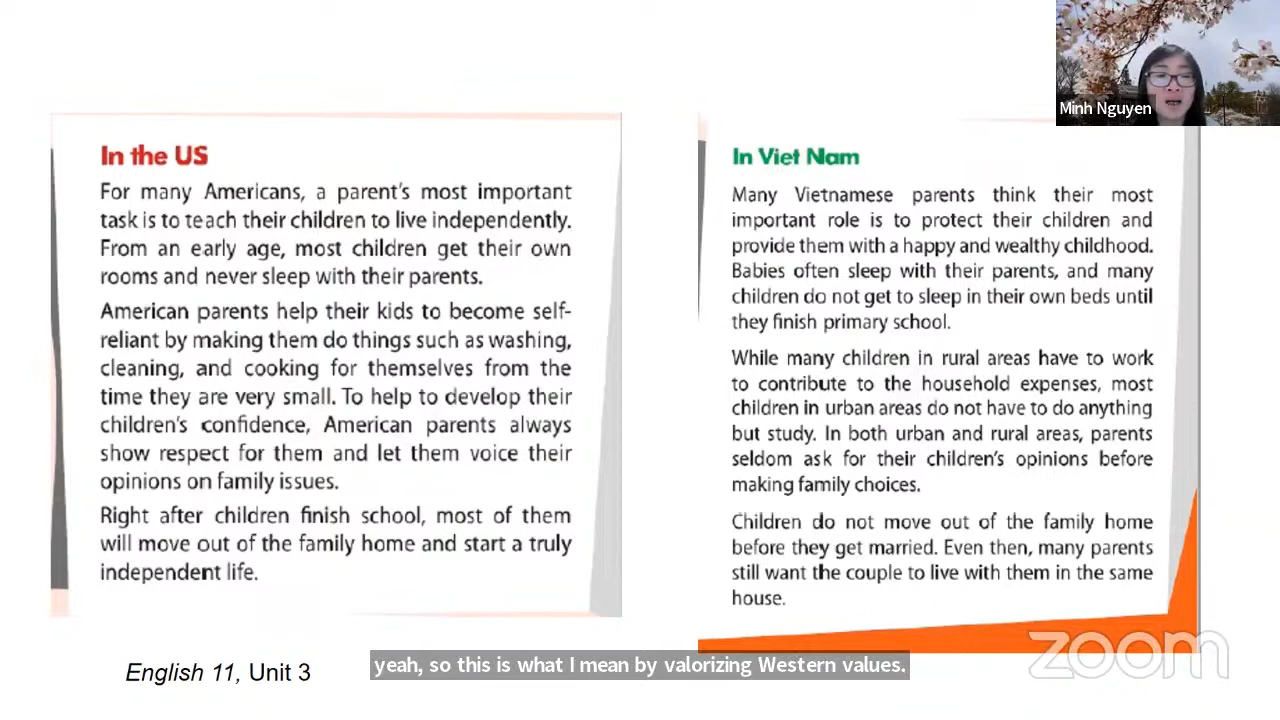 Minh Nguyen
In the US
For many Americans, a parent's most important
task is to teach their children to live independently.
From an early age, most children get their own
rooms and never sleep with their parents.
American parents help their kids to become self-
reliant by making them do things such as washing,
cleaning, and cooking for themselves from the
time they are very small. To help to develop their
children's confidence, American parents always
show respect for them and let them voice their
opinions on family issues.
Right after children finish school, most of them
will move out of the family home and start a truly
independent life.
In Viet Nam
Many Vietnamese parents think their most
important role is to protect their children and
provide them with a happy and wealthy childhood.
Babies often sleep with their parents, and many
children do not get to sleep in their own beds until
they finish primary school.
While many children in rural areas have to work
to contribute to the household expenses, most
children in urban areas do not have to do anything
but study. In both urban and rural areas, parents
seldom ask for their children's opinions before
making family choices.
Children do not move out of the family home
before they get married. Even then, many parents
still want the couple to live with them in the same
house.
English 11, Unit 3
yeah, so this is what I mean by valorizing Western values.
zoom